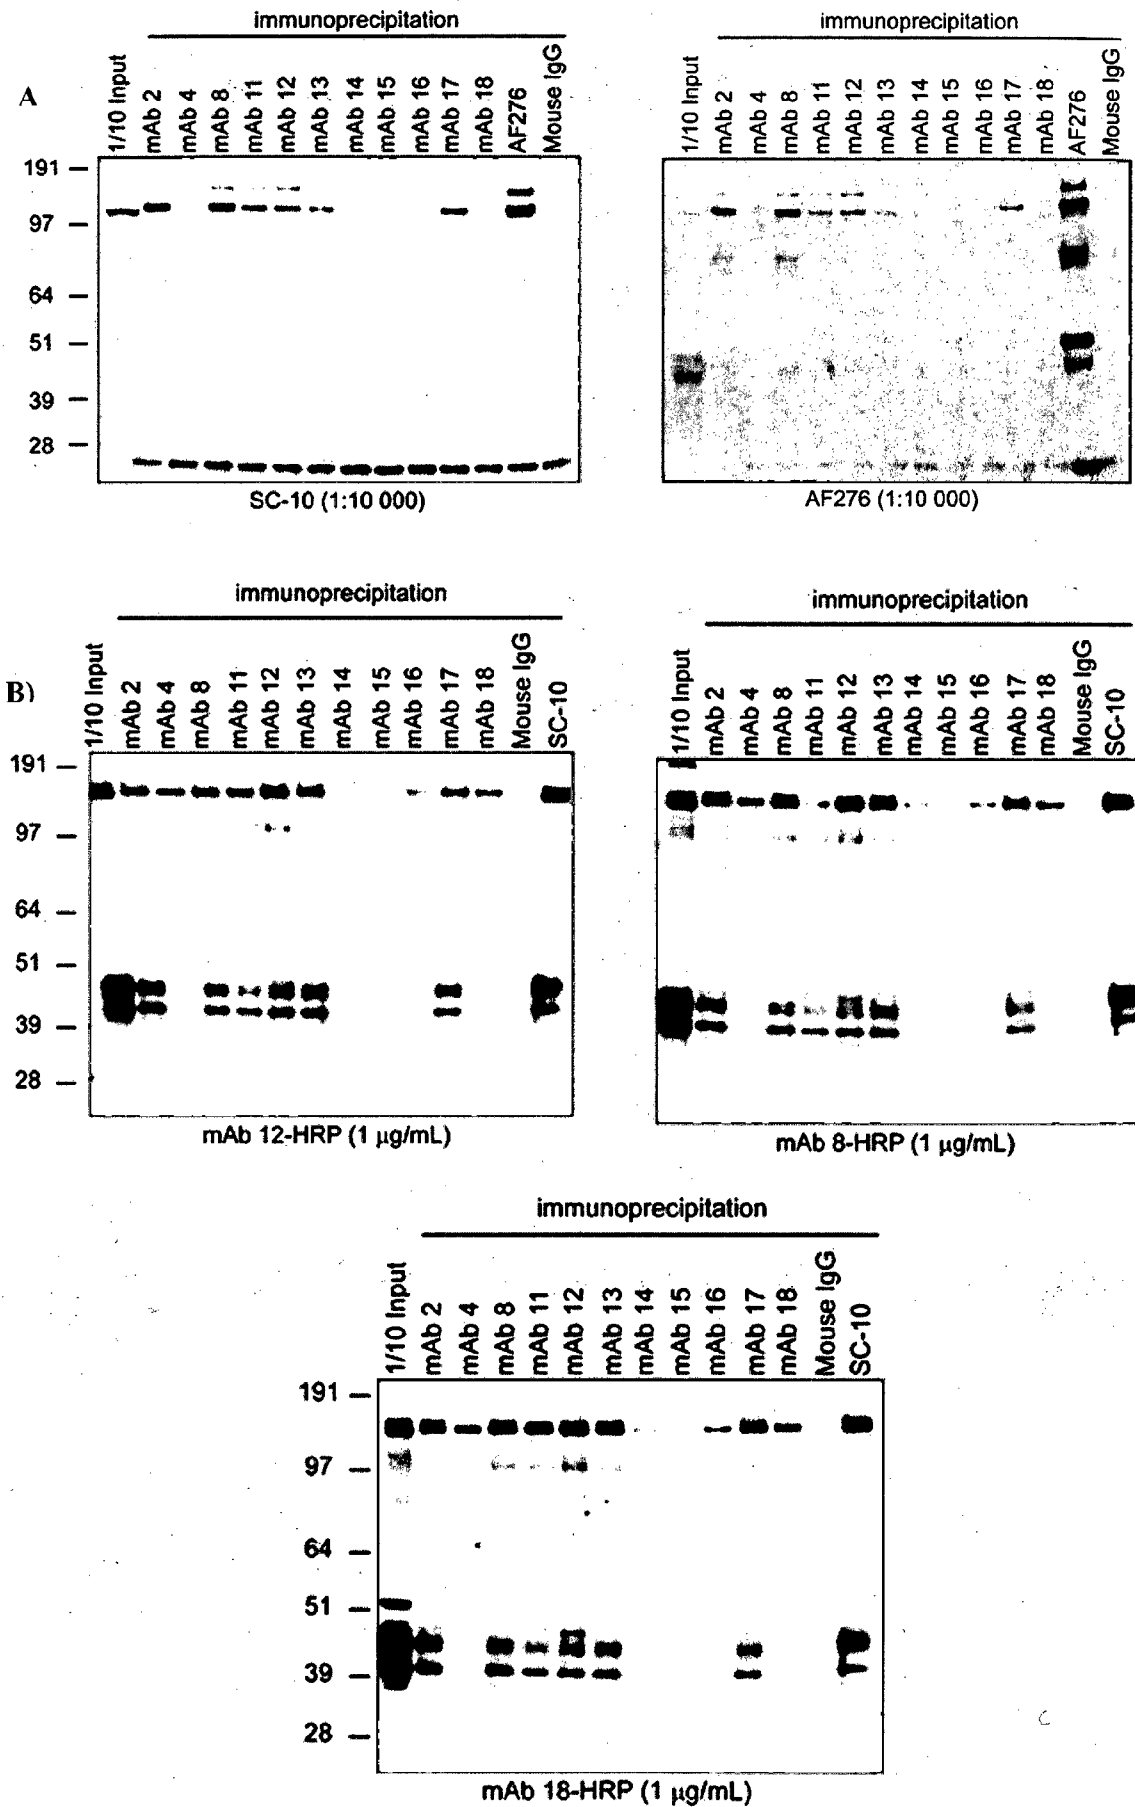 immunoprecipitation
immunoprecipitation
A
1/10 Input
mAb 2
mAb 4
mAb 8
mAb 11
mAb 12
mAb 13
mAb 14
mAb 15
mAb 16
mAb 17
mAb 18
AF276
Mouse IgG
1/10 Input
mAb 2
mAb 4
mAb 8
mAb 11
mAb 12
mAb 13
mAb 14
mAb 15
mAb 16
mAb 17
mAb 18
AF276
Mouse IgG
191
97
64
51
39
28
SC-10 (1:10 000)
AF276 (1:10 000)
immunoprecipitation
immunoprecipitation
B)
1/10 Input
mAb 2
mAb 4
mAb 8
mAb 11
mAb 12
mAb 13
mAb 14
mAb 15
mAb 16
mAb 17
mAb 18
Mouse IgG
SC-10
1/10 Input
mAb 2
mAb 4
mAb 8
mAb 11
mAb 12
mAb 13
mAb 14
mAb 15
mAb 16
mAb 17
mAb 18
Mouse IgG
SC-10
191
97
64
51
39
28
mAb 12-HRP (1 µg/mL)
mAb 8-HRP (1 µg/mL)
immunoprecipitation
1/10 Input
mAb 2
mAb 4
mAb 8
mAb 11
mAb 12
mAb 13
mAb 14
mAb 15
mAb 16
mAb 17
mAb 18
Mouse IgG
SC-10
191
97
64
51
39
28
mAb 18-HRP (1 µg/mL)